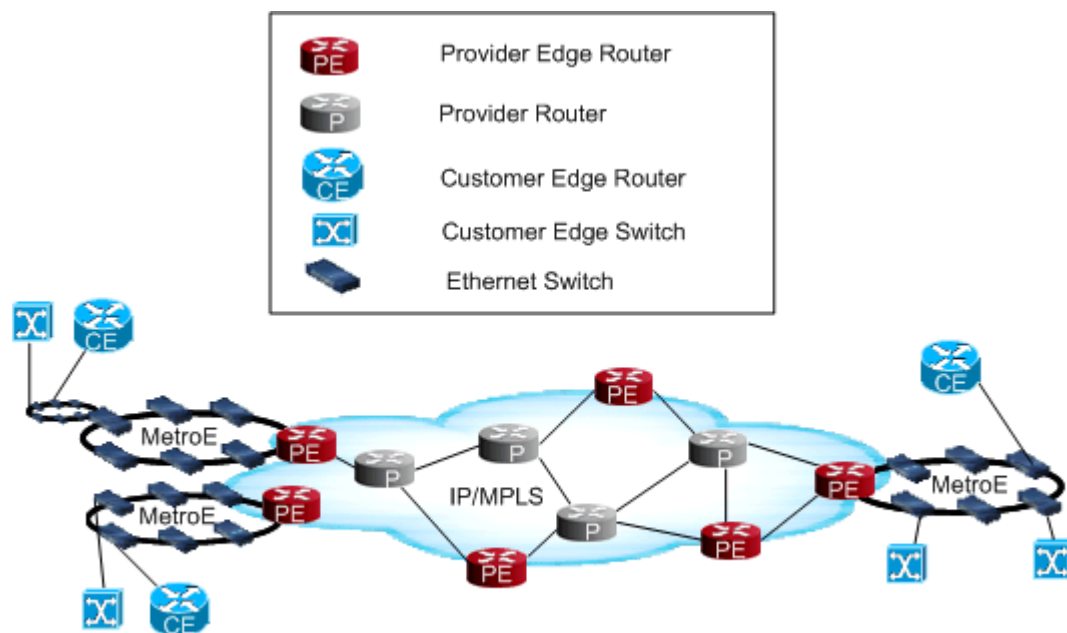 PE Provider Edge Router
P Provider Router
CE Customer Edge Router
Customer Edge Switch
Ethernet Switch
CE
CE
PE
MetroE
PE
P
P
P
MetroE
PE
IP/MPLS
PE
MetroE
P
PE
PE
CE